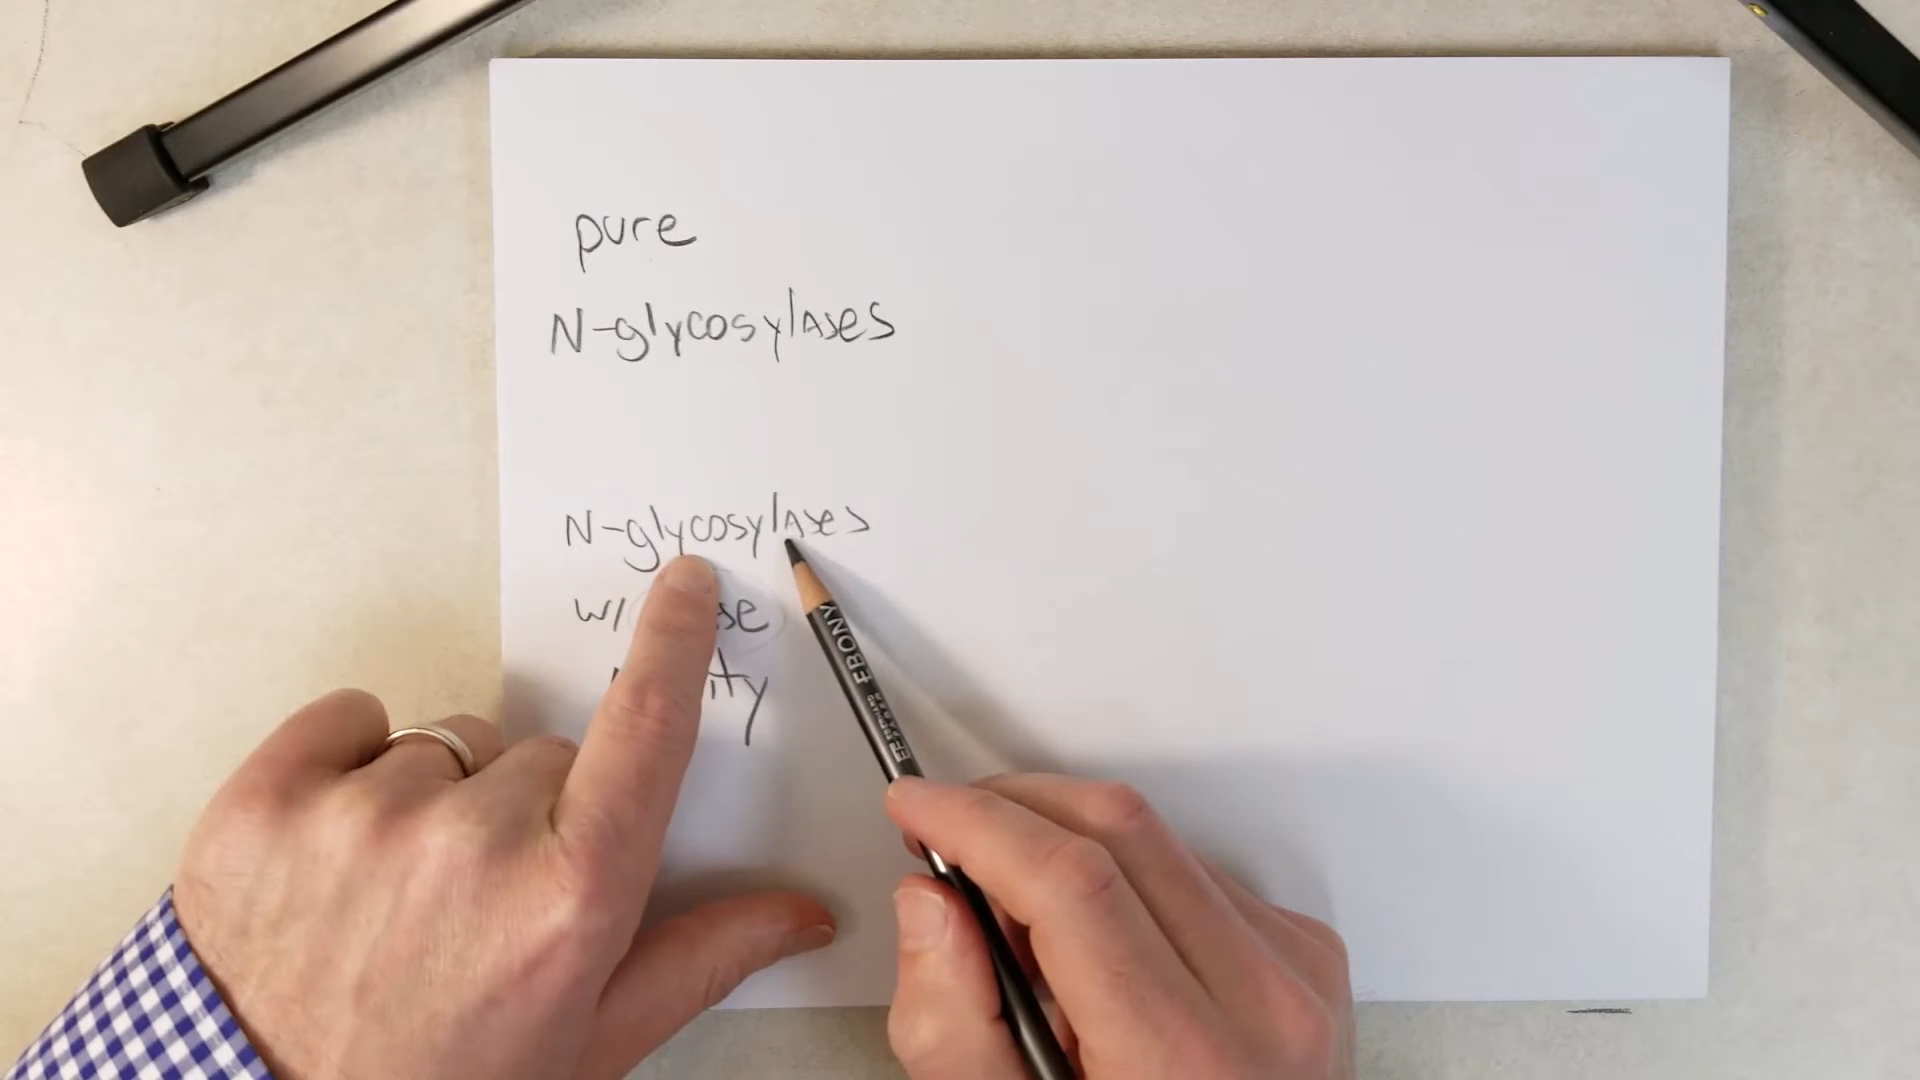 pure
N-glycosylases
N-glycosylases
w/
EBONY